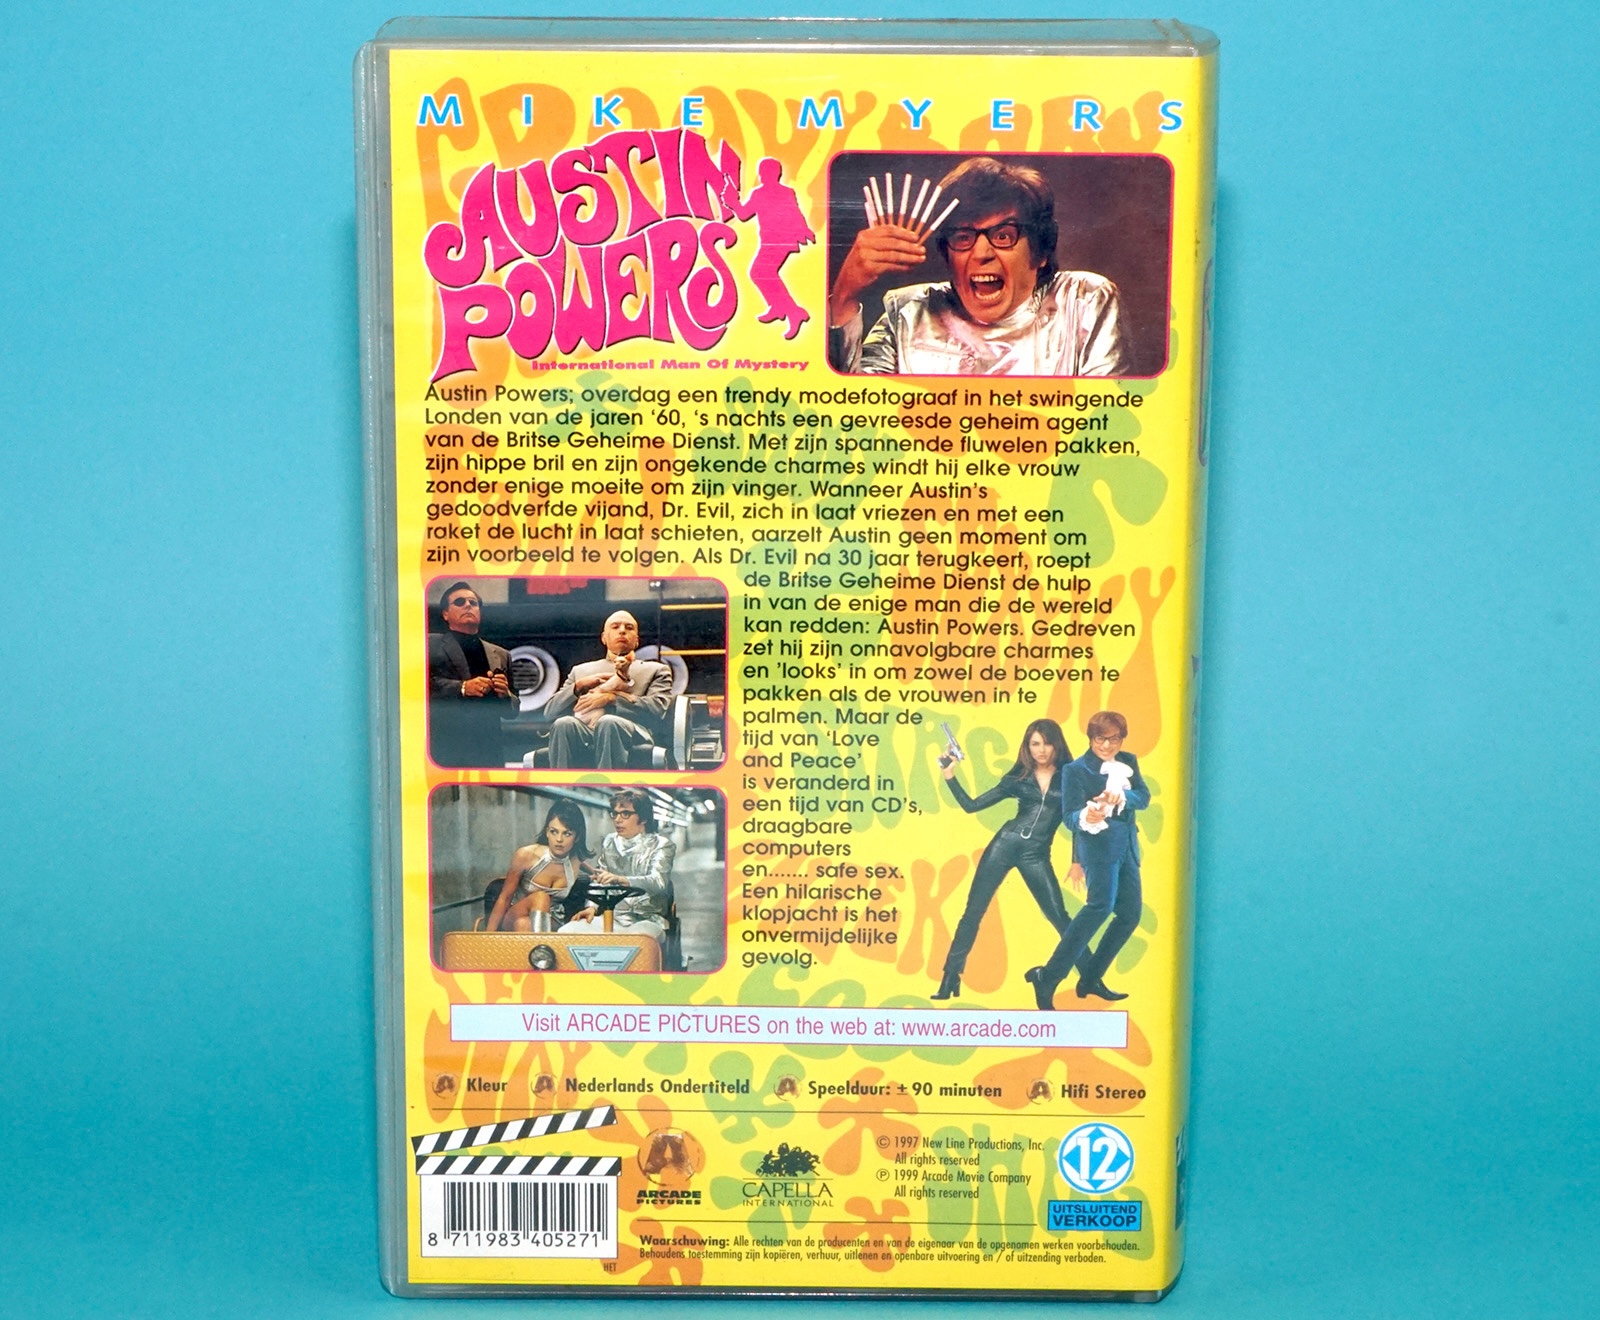 MIKE MYERS
AUSTIN
POWERS
International Man Of Mystery
Austin Powers; overdag een trendy modefotograaf in het swingende
Londen van de jaren ‘60, ‘s nachts een gevreesde geheim agent
van de Britse Geheime Dienst. Met zijn spannende fluwelen pakken,
zijn hippe bril en zijn ongekende charmes windt hij elke vrouw
zonder enige moeite om zijn vinger. Wanneer Austin’s
gedoodverfde vijand, Dr. Evil, zich in laat vriezen en met een
raket de lucht in laat schieten, aarzelt Austin geen moment om
zijn voorbeeld te volgen. Als Dr. Evil na 30 jaar terugkeert, roept
de Britse Geheime Dienst de hulp
in van de enige man die de wereld
kan redden: Austin Powers. Gedreven
zet hij zijn onnavolgbare charmes
en 'looks’ in om zowel de boeven te
pakken als de vrouwen in te
palmen. Maar de
tijd van ‘Love
and Peace’
is veranderd in
een tijd van CD’s,
draagbare
computers
en....... safe sex.
Een hilarische
klopjacht is het
onvermijdelijke
gevolg.
Visit ARCADE PICTURES on the web at: www.arcade.com
Kleur Nederlands Ondertiteld Speelduur: ± 90 minuten Hifi Stereo
8 711983 405271
HET
ARCADE
PICTURES
CAPELLA
INTERNATIONAL
© 1997 New Line Productions, Inc.
All rights reserved
℗ 1999 Arcade Movie Company
All rights reserved
12
UITSLUITEND
VERKOOP
Waarschuwing: Alle rechten van de producenten en van de eigenaar van de opgenomen werken voorbehouden.
Behoudens toestemming zijn kopiëren, verhuur, uitlenen en openbare uitvoering en / of uitzending verboden.